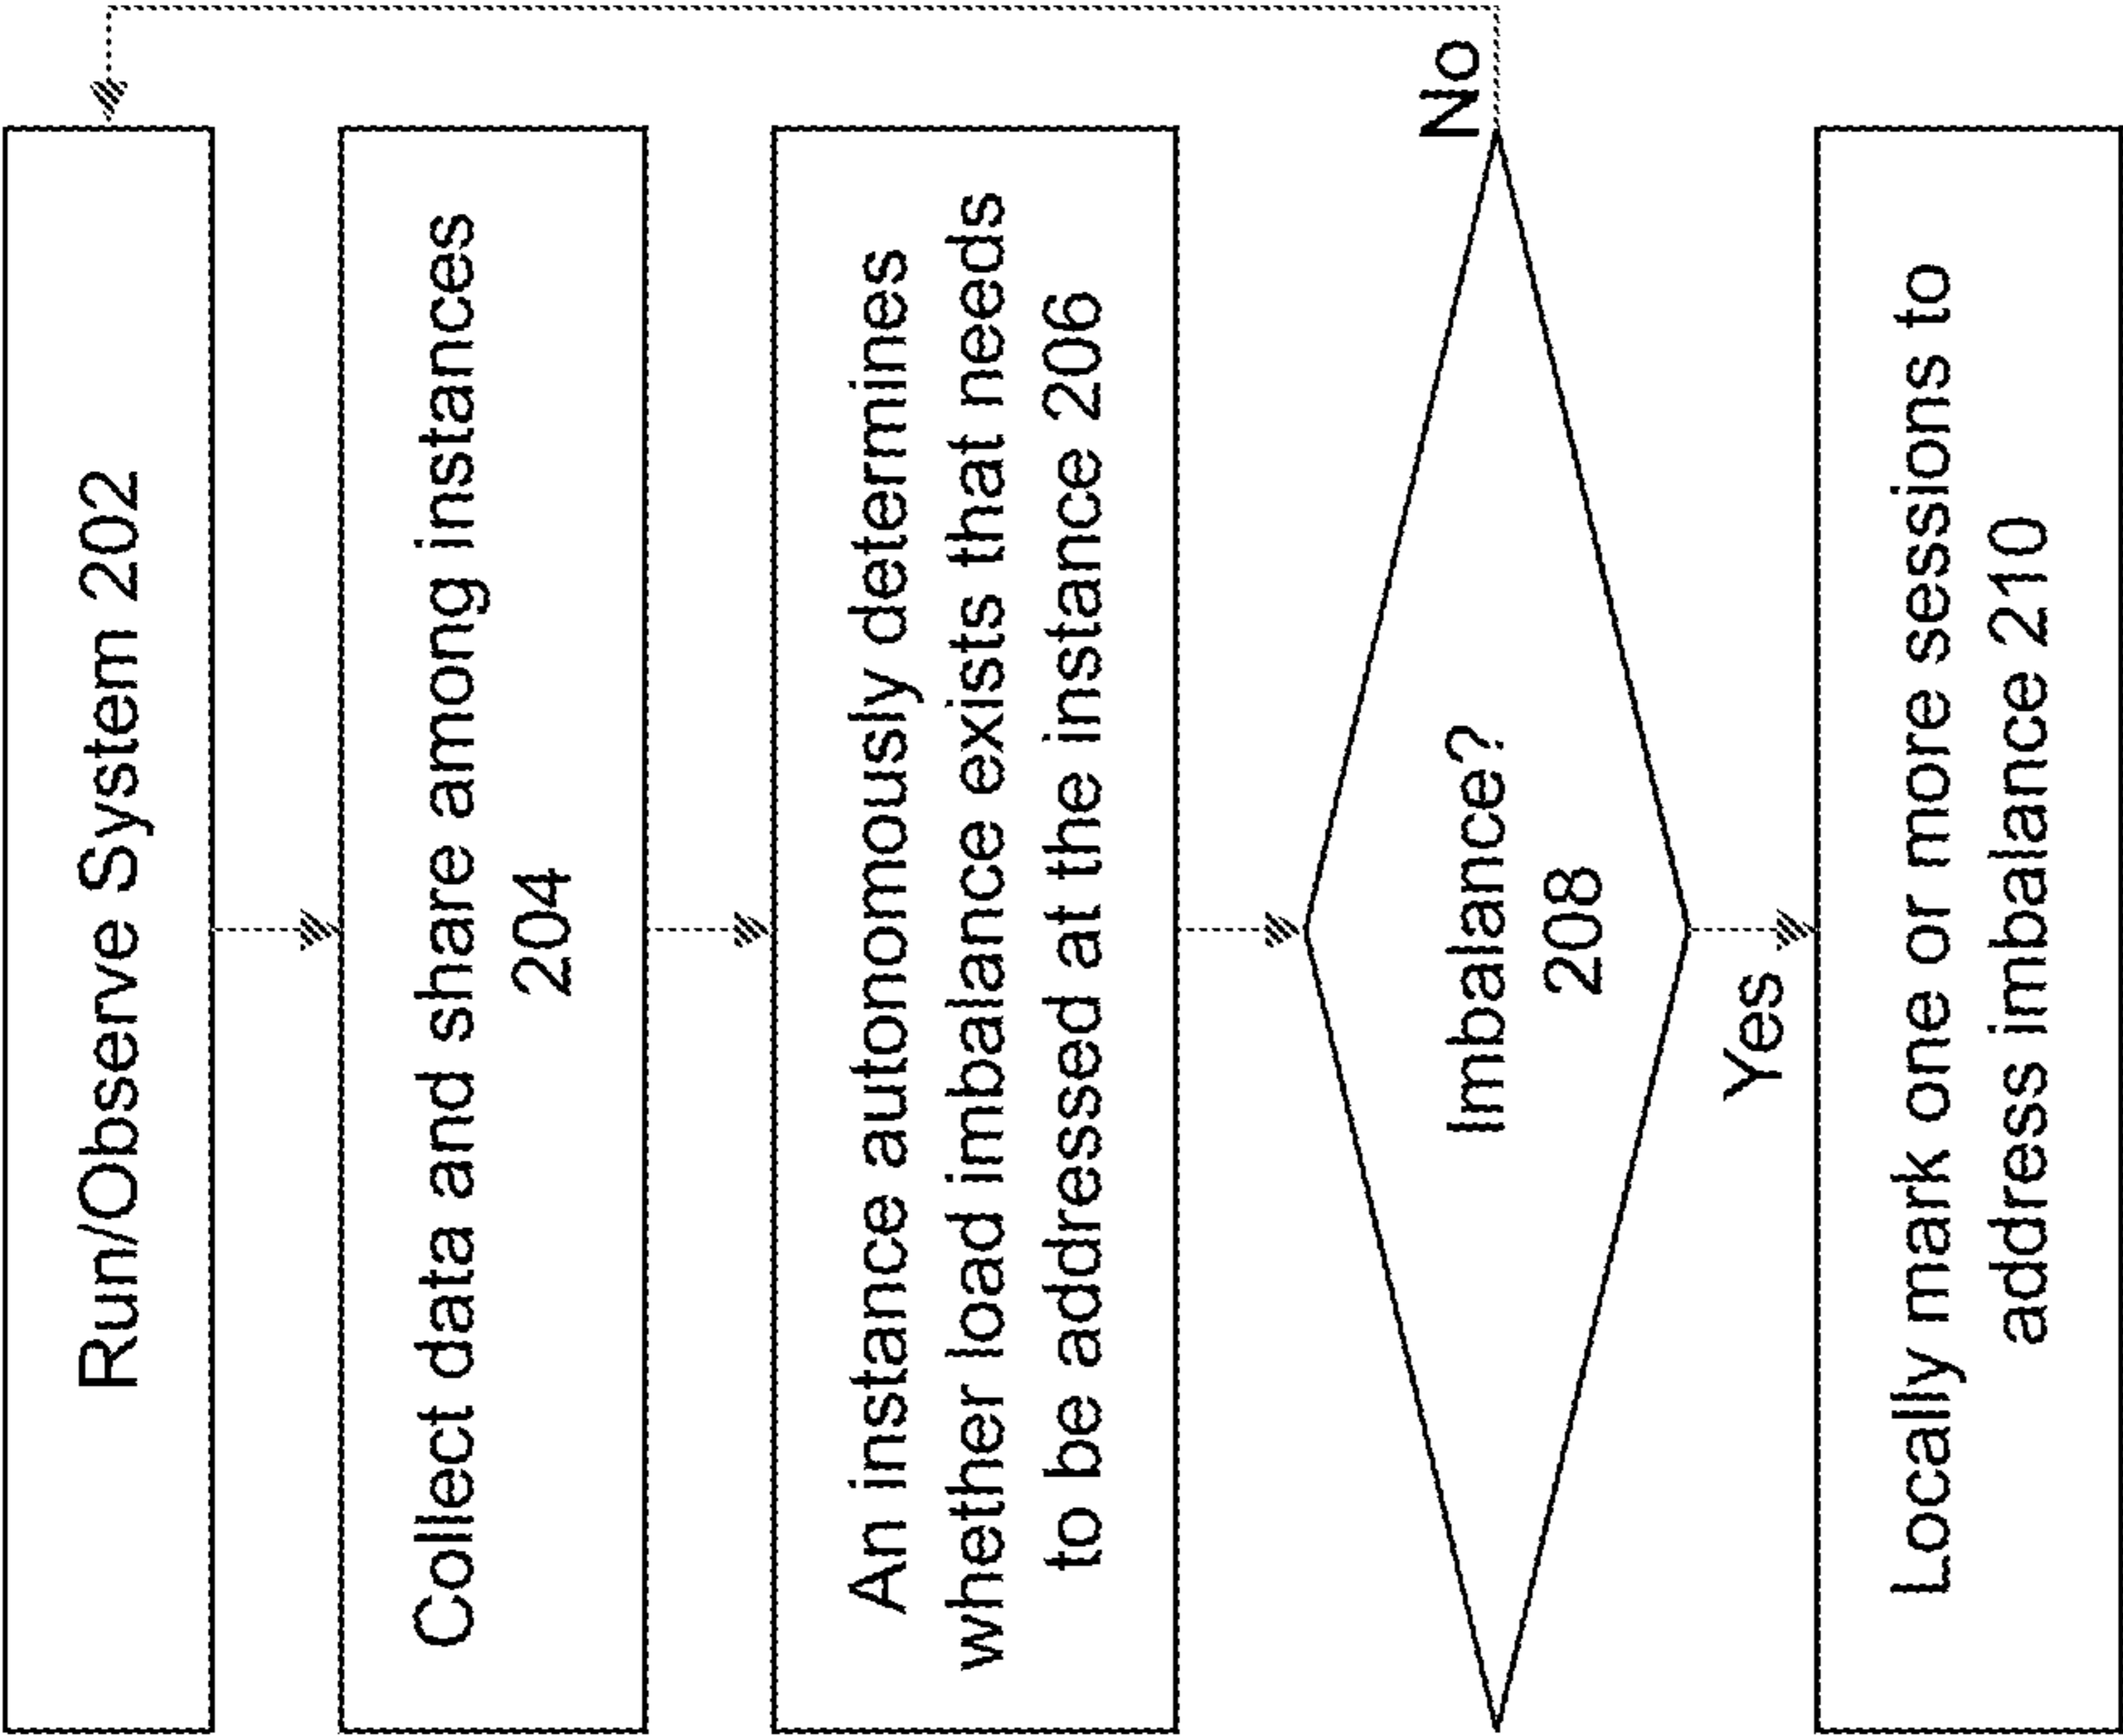 Run/Observe System 202
Collect data and share among instances
204
An instance autonomously determines
whether load imbalance exists that needs
to be addressed at the instance 206
Imbalance?
208
No
Yes
Locally mark one or more sessions to
address imbalance 210